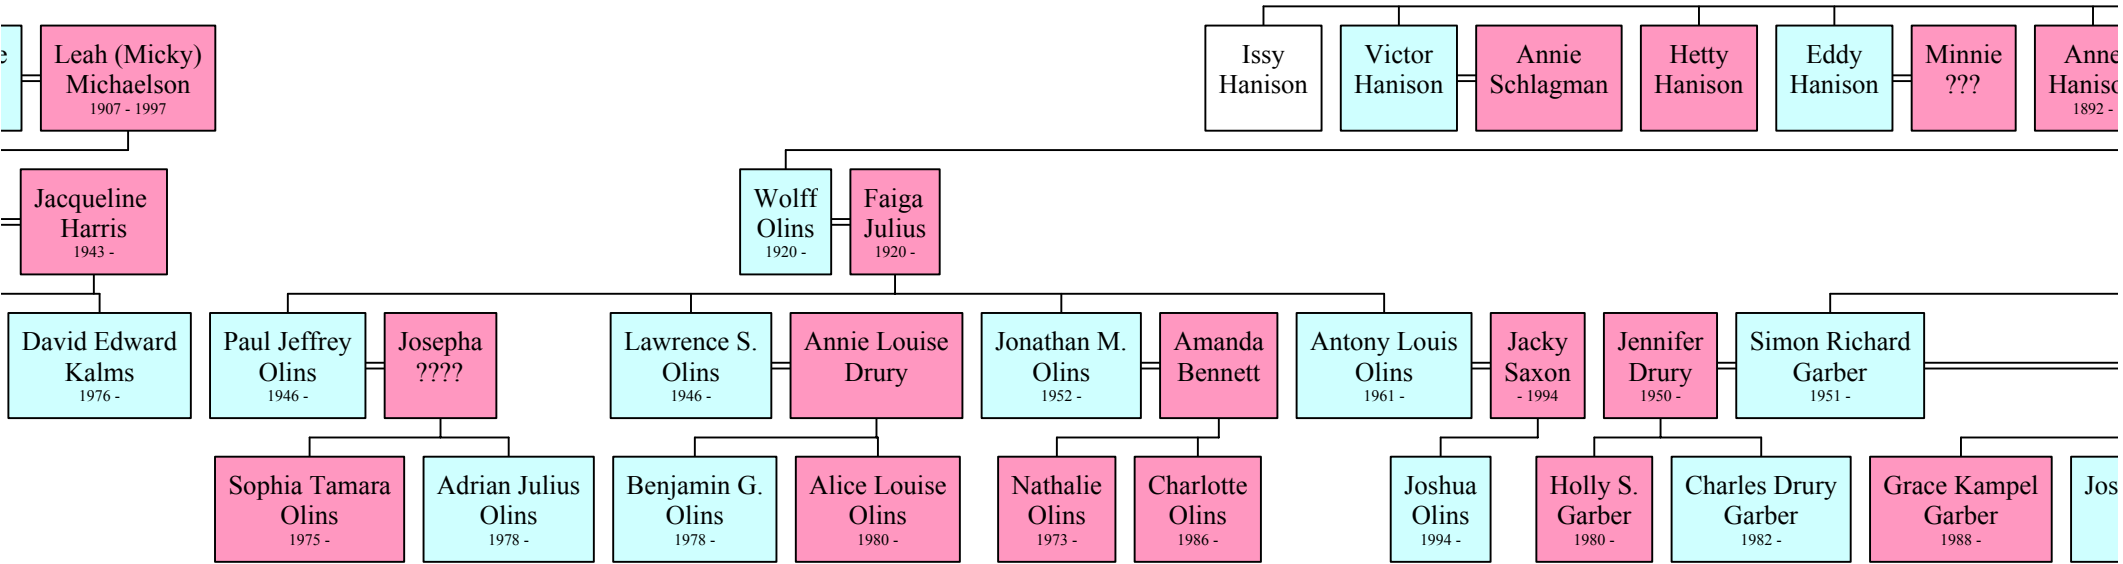 Leah (Micky)
Michaelson
1907 - 1997
Issy
Hanison
Victor
Hanison
Annie
Schlagman
Hetty
Hanison
Eddy
Hanison
Minnie
???
Anne
Haniso
1892 -
Jacqueline
Harris
1943 -
Wolff
Olins
1920 -
Faiga
Julius
1920 -
David Edward
Kalms
1976 -
Paul Jeffrey
Olins
1946 -
Josepha
????
Lawrence S.
Olins
1946 -
Annie Louise
Drury
Jonathan M.
Olins
1952 -
Amanda
Bennett
Antony Louis
Olins
1961 -
Jacky
Saxon
- 1994
Jennifer
Drury
1950 -
Simon Richard
Garber
1951 -
Sophia Tamara
Olins
1975 -
Adrian Julius
Olins
1978 -
Benjamin G.
Olins
1978 -
Alice Louise
Olins
1980 -
Nathalie
Olins
1973 -
Charlotte
Olins
1986 -
Joshua
Olins
1994 -
Holly S.
Garber
1980 -
Charles Drury
Garber
1982 -
Grace Kampel
Garber
1988 -
Jos